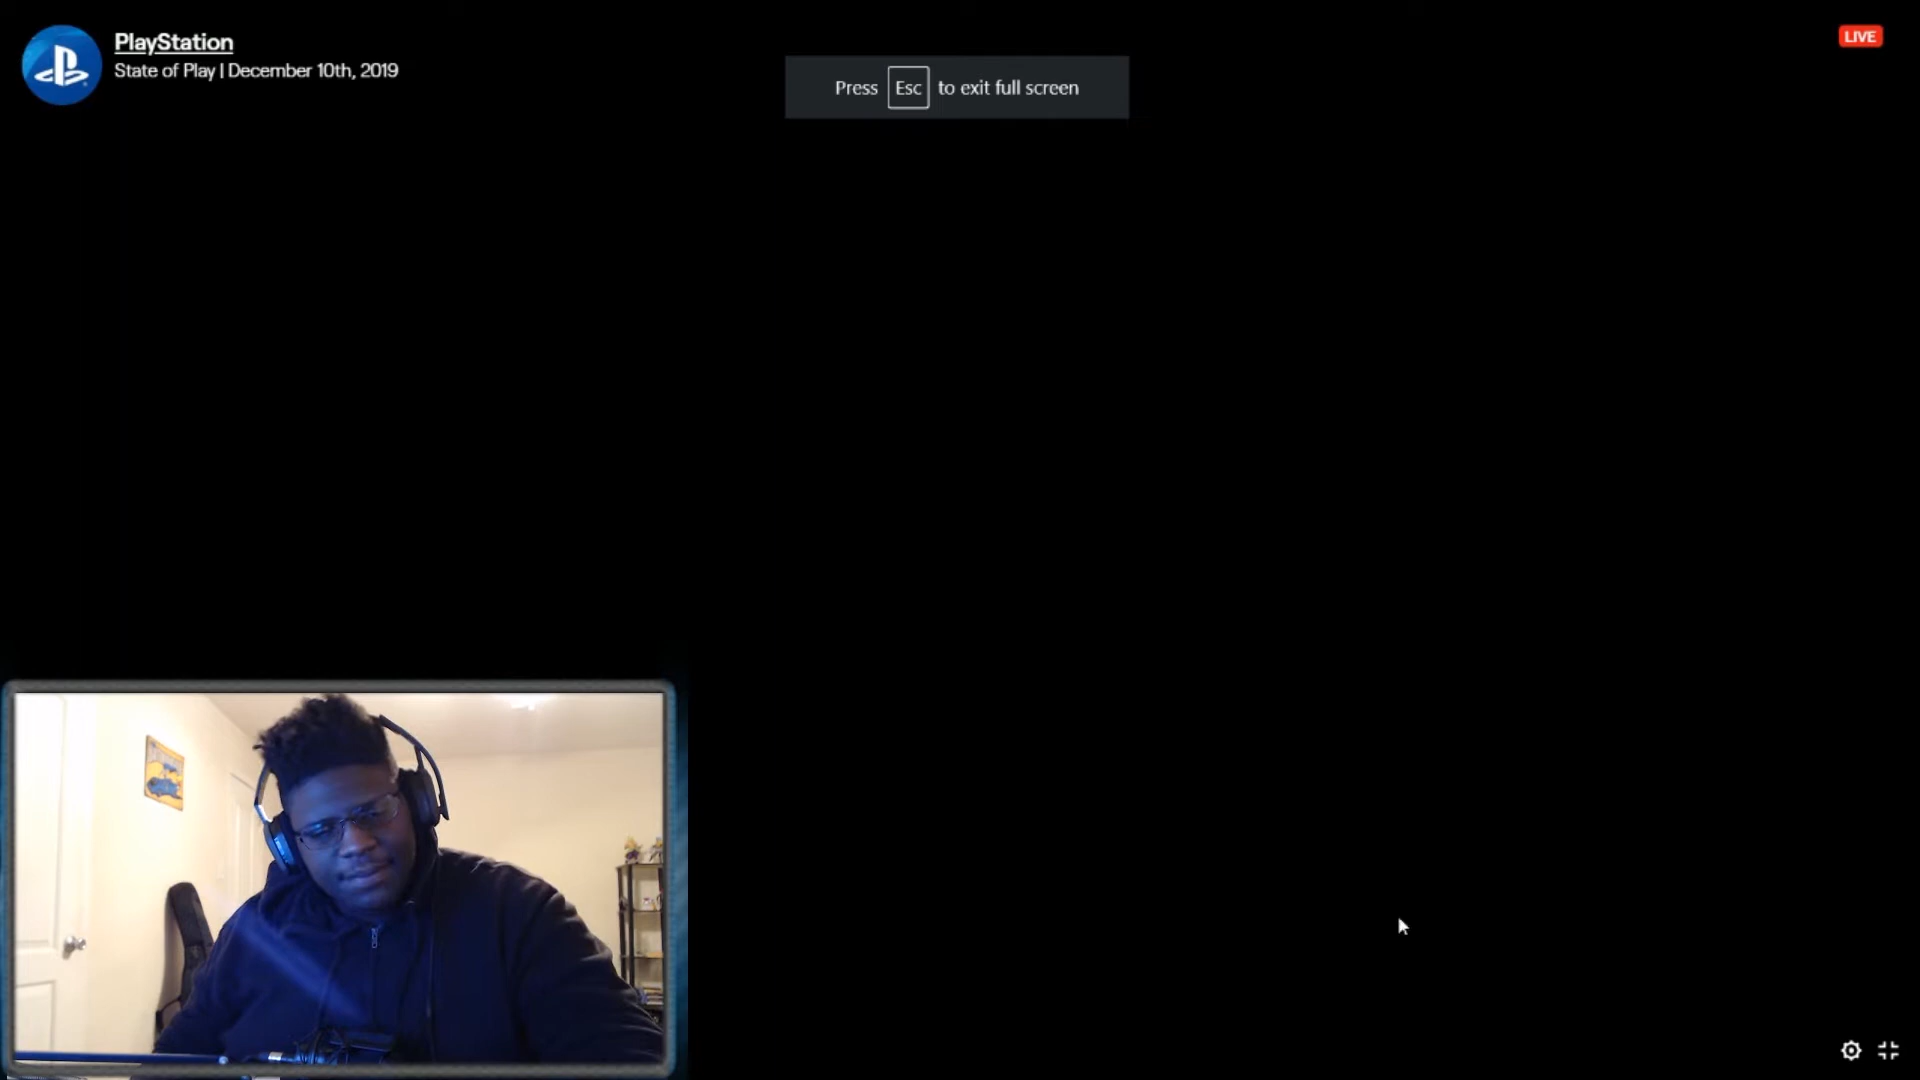 PlayStation
State of Play | December 10th, 2019
LIVE
Press Esc to exit full screen